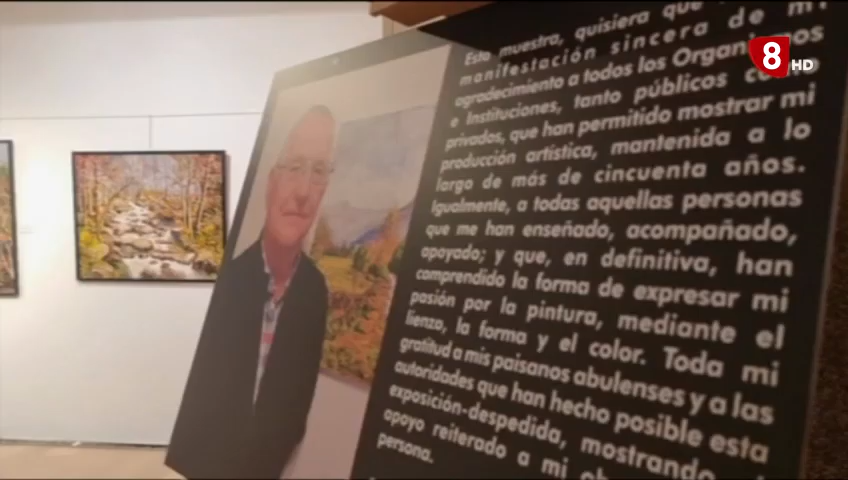 Esta muestra, quisiera que
manifestación sincera de mi
agradecimiento a todos los Organismos
e Instituciones, tanto públicos como
privados, que han permitido mostrar mi
producción artística, mantenida a lo
largo de más de cincuenta años.
Igualmente, a todas aquellas personas
que me han enseñado, acompañado,
apoyado; y que, en definitiva, han
comprendido la forma de expresar mi
pasión por la pintura, mediante el
lienzo, la forma y el color. Toda mi
gratitud a mis paisanos abulenses y a las
autoridades que han hecho posible esta
exposición-despedida, mostrando
apoyo reiterado a mi
persona.
8 HD